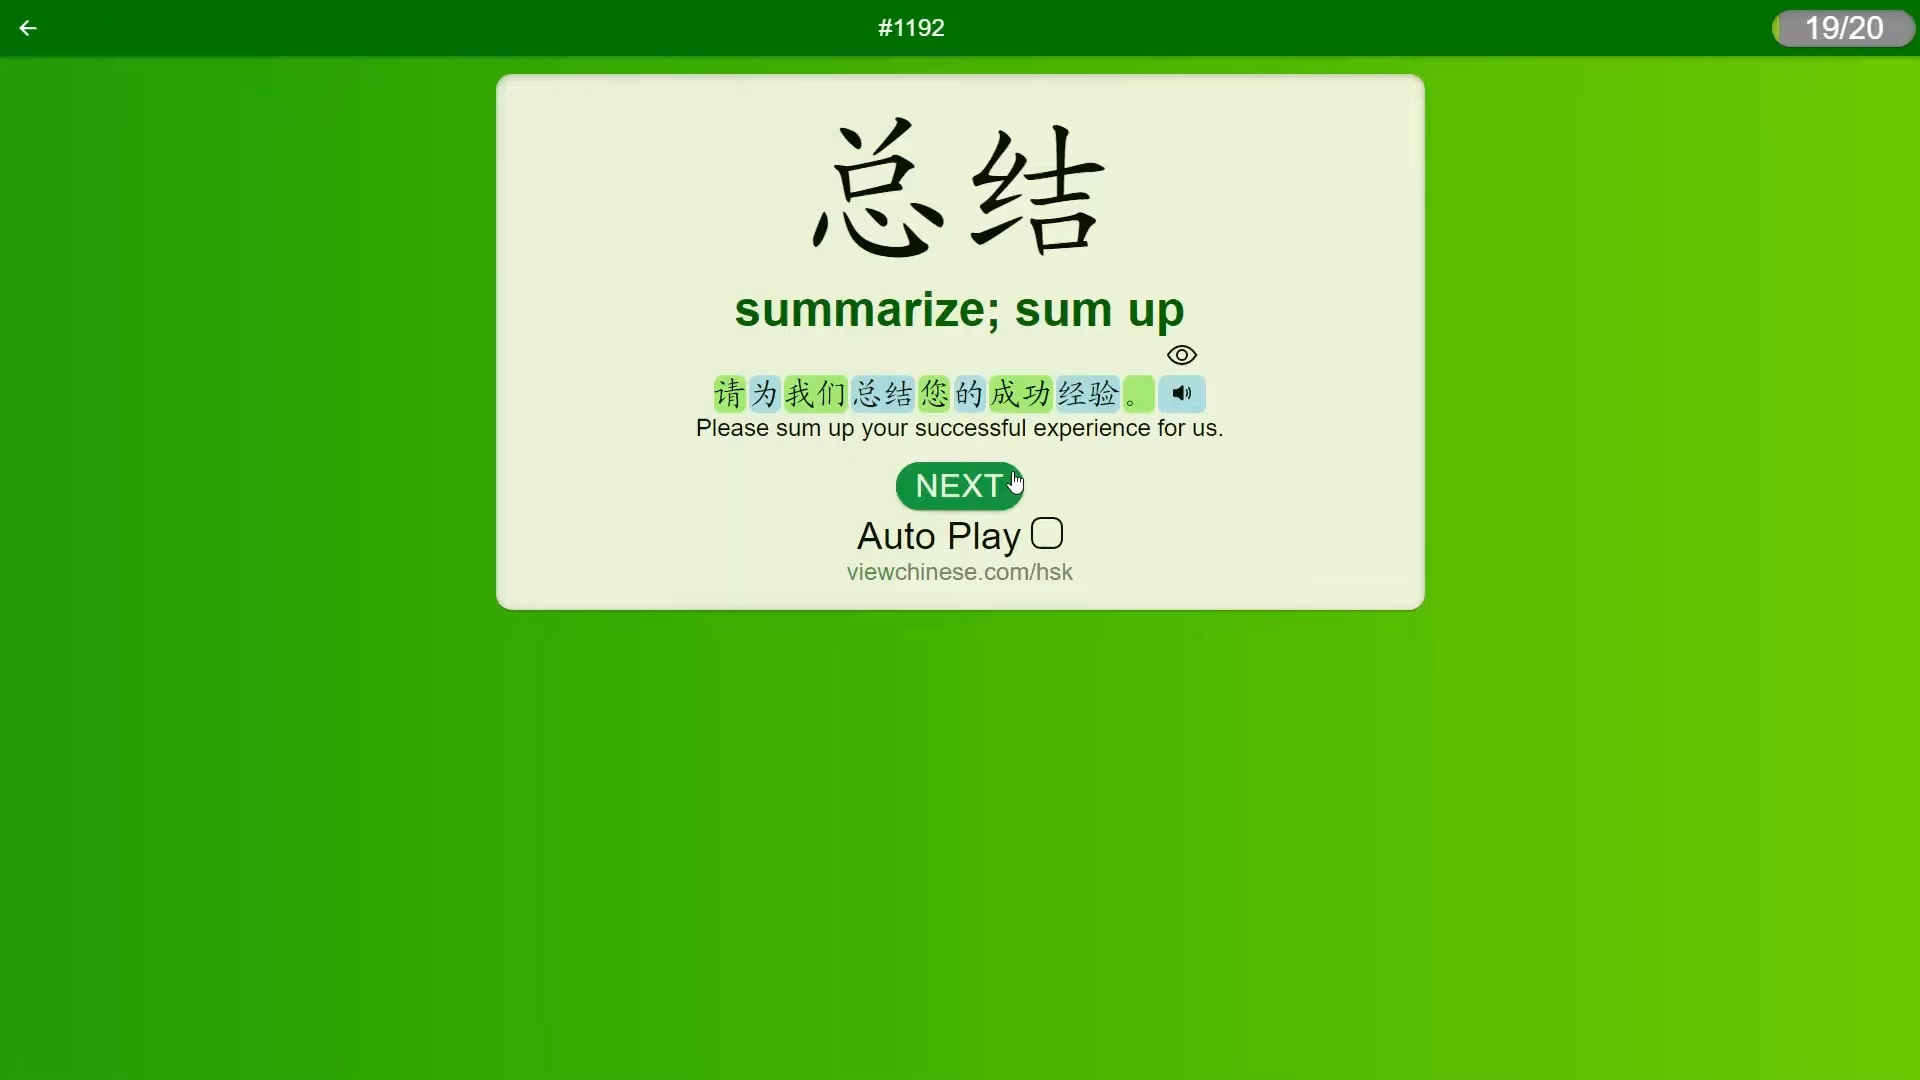 #1192
19/20
总结
summarize; sum up
请为我们总结您的成功经验。
Please sum up your successful experience for us.
NEXT
Auto Play
viewchinese.com/hsk